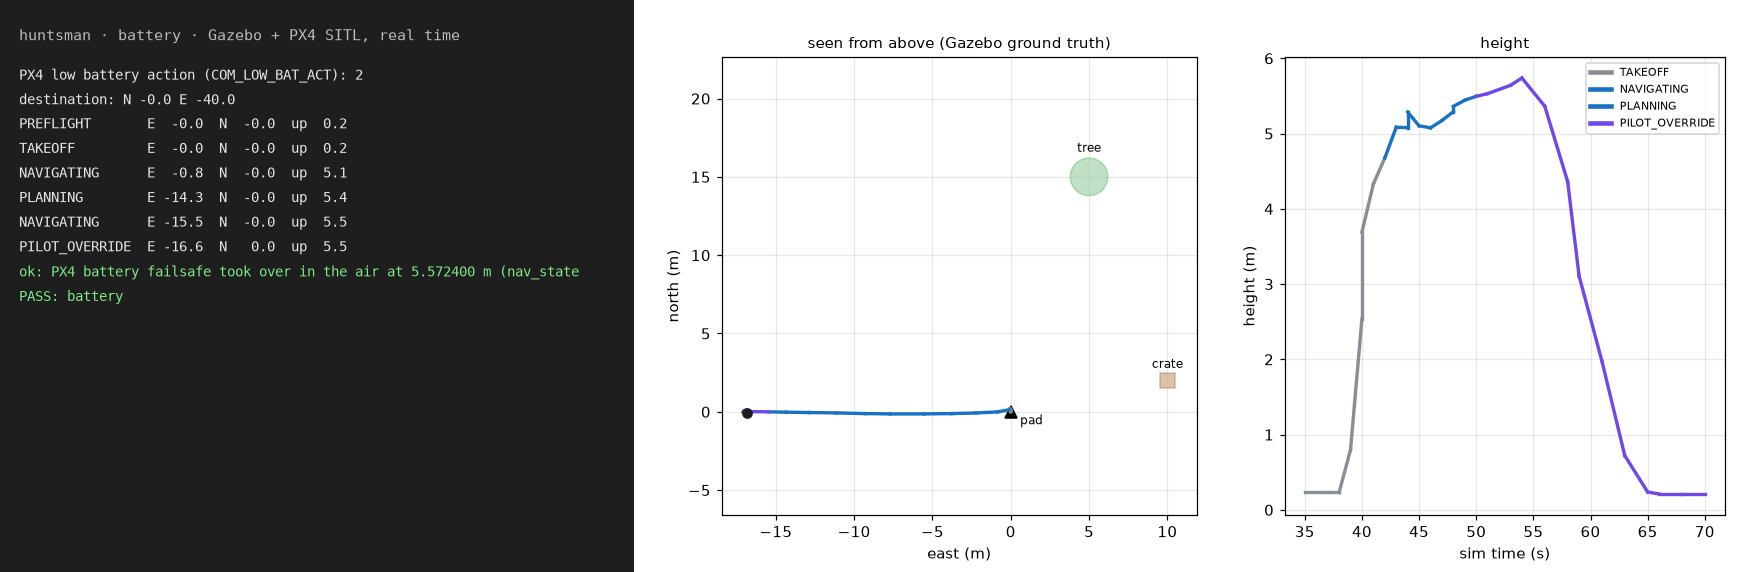 huntsman · battery · Gazebo + PX4 SITL, real time
PX4 low battery action (COM_LOW_BAT_ACT): 2
destination: N -0.0 E -40.0
PREFLIGHT E -0.0 N -0.0 up 0.2
TAKEOFF E -0.0 N -0.0 up 0.2
NAVIGATING E -0.8 N -0.0 up 5.1
PLANNING E -14.3 N -0.0 up 5.4
NAVIGATING E -15.5 N -0.0 up 5.5
PILOT_OVERRIDE E -16.6 N 0.0 up 5.5
ok: PX4 battery failsafe took over in the air at 5.572400 m (nav_state
PASS: battery
seen from above (Gazebo ground truth)
north (m)
20
15
10
5
0
−5
tree
crate
pad
−15 −10 −5 0 5 10
east (m)
height
height (m)
6
5
4
3
2
1
0
TAKEOFF
NAVIGATING
PLANNING
PILOT_OVERRIDE
35 40 45 50 55 60 65 70
sim time (s)